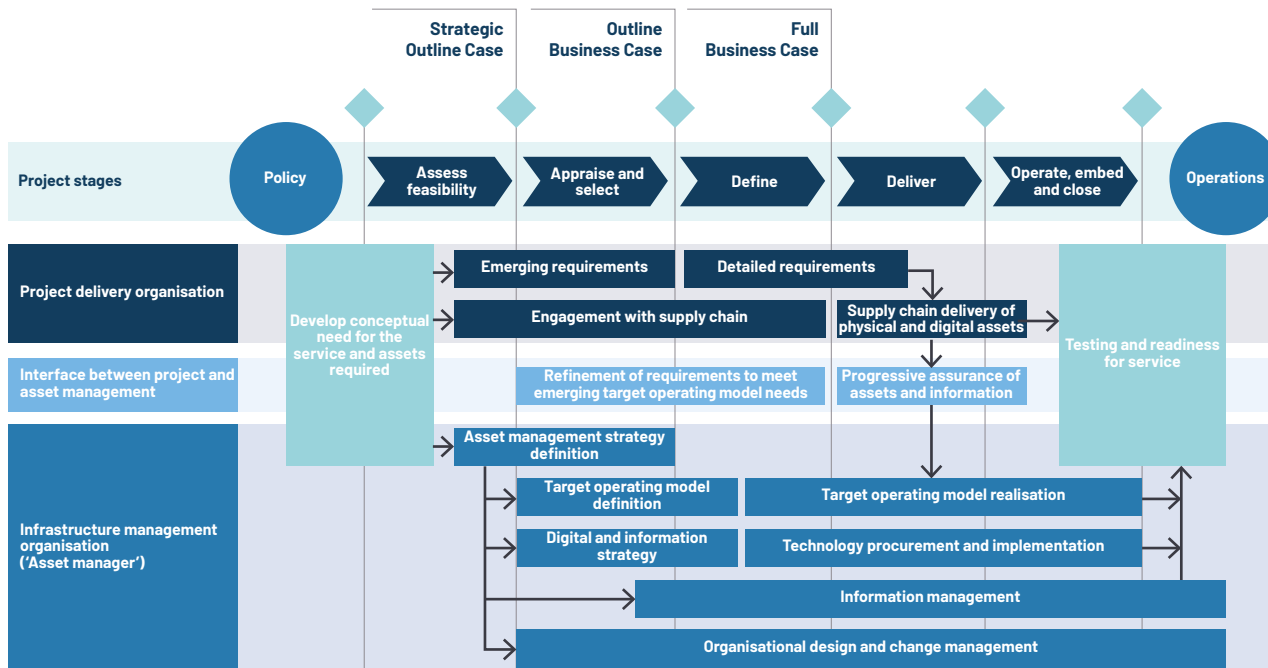 Strategic
Outline Case
Outline
Business Case
Full
Business Case
Project stages
Policy
Assess
feasibility
Appraise and
select
Define
Deliver
Operate, embed
and close
Operations
Project delivery organisation
Develop conceptual
need for the
service and assets
required
Emerging requirements
Detailed requirements
Engagement with supply chain
Supply chain delivery of
physical and digital assets
Testing and readiness
for service
Interface between project and
asset management
Refinement of requirements to meet
emerging target operating model needs
Progressive assurance of
assets and information
Infrastructure management
organisation
(‘Asset manager’)
Asset management strategy
definition
Target operating model
definition
Target operating model realisation
Digital and information
strategy
Technology procurement and implementation
Information management
Organisational design and change management